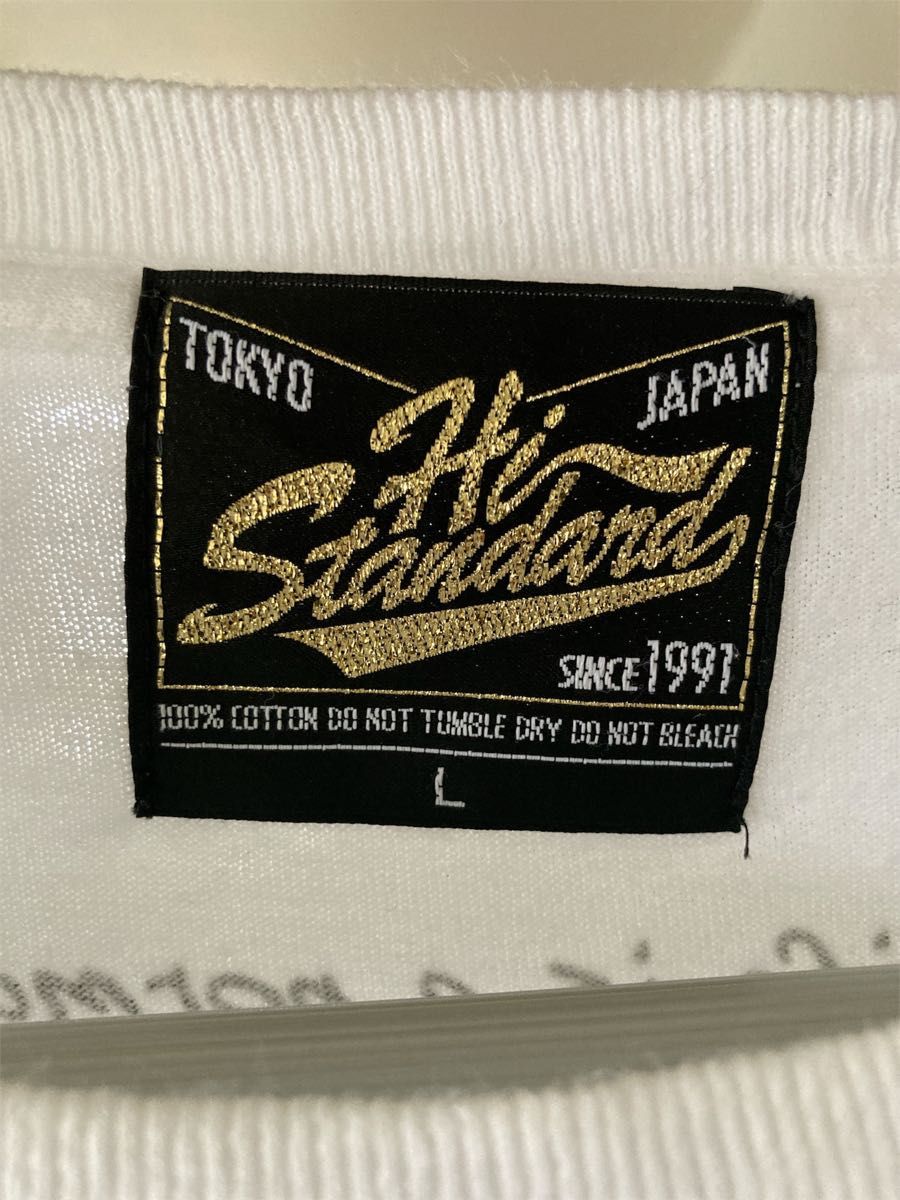 TOKYO
JAPAN
Hi
Standard
SINCE 1991
100% COTTON DO NOT TUMBLE DRY DO NOT BLEACH
L